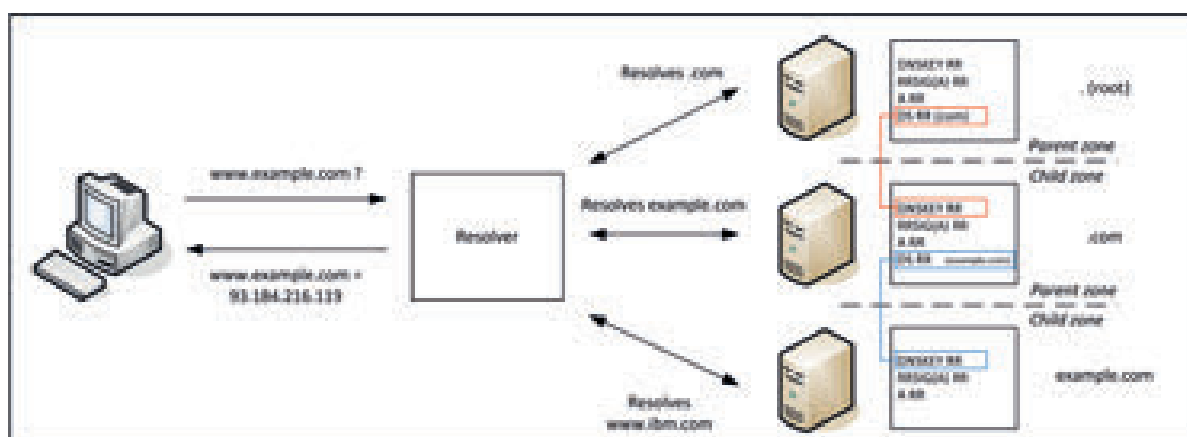 www.example.com ?
www.example.com =
93.184.216.119
Resolver
Resolves .com
Resolves example.com
Resolves
www.ibm.com
DNSKEY RR
RRSIG(A) RR
A RR
DS RR (com)
. (root)
Parent zone
Child zone
DNSKEY RR
RRSIG(A) RR
A RR
DS RR (example.com)
.com
Parent zone
Child zone
DNSKEY RR
RRSIG(A) RR
A RR
example.com